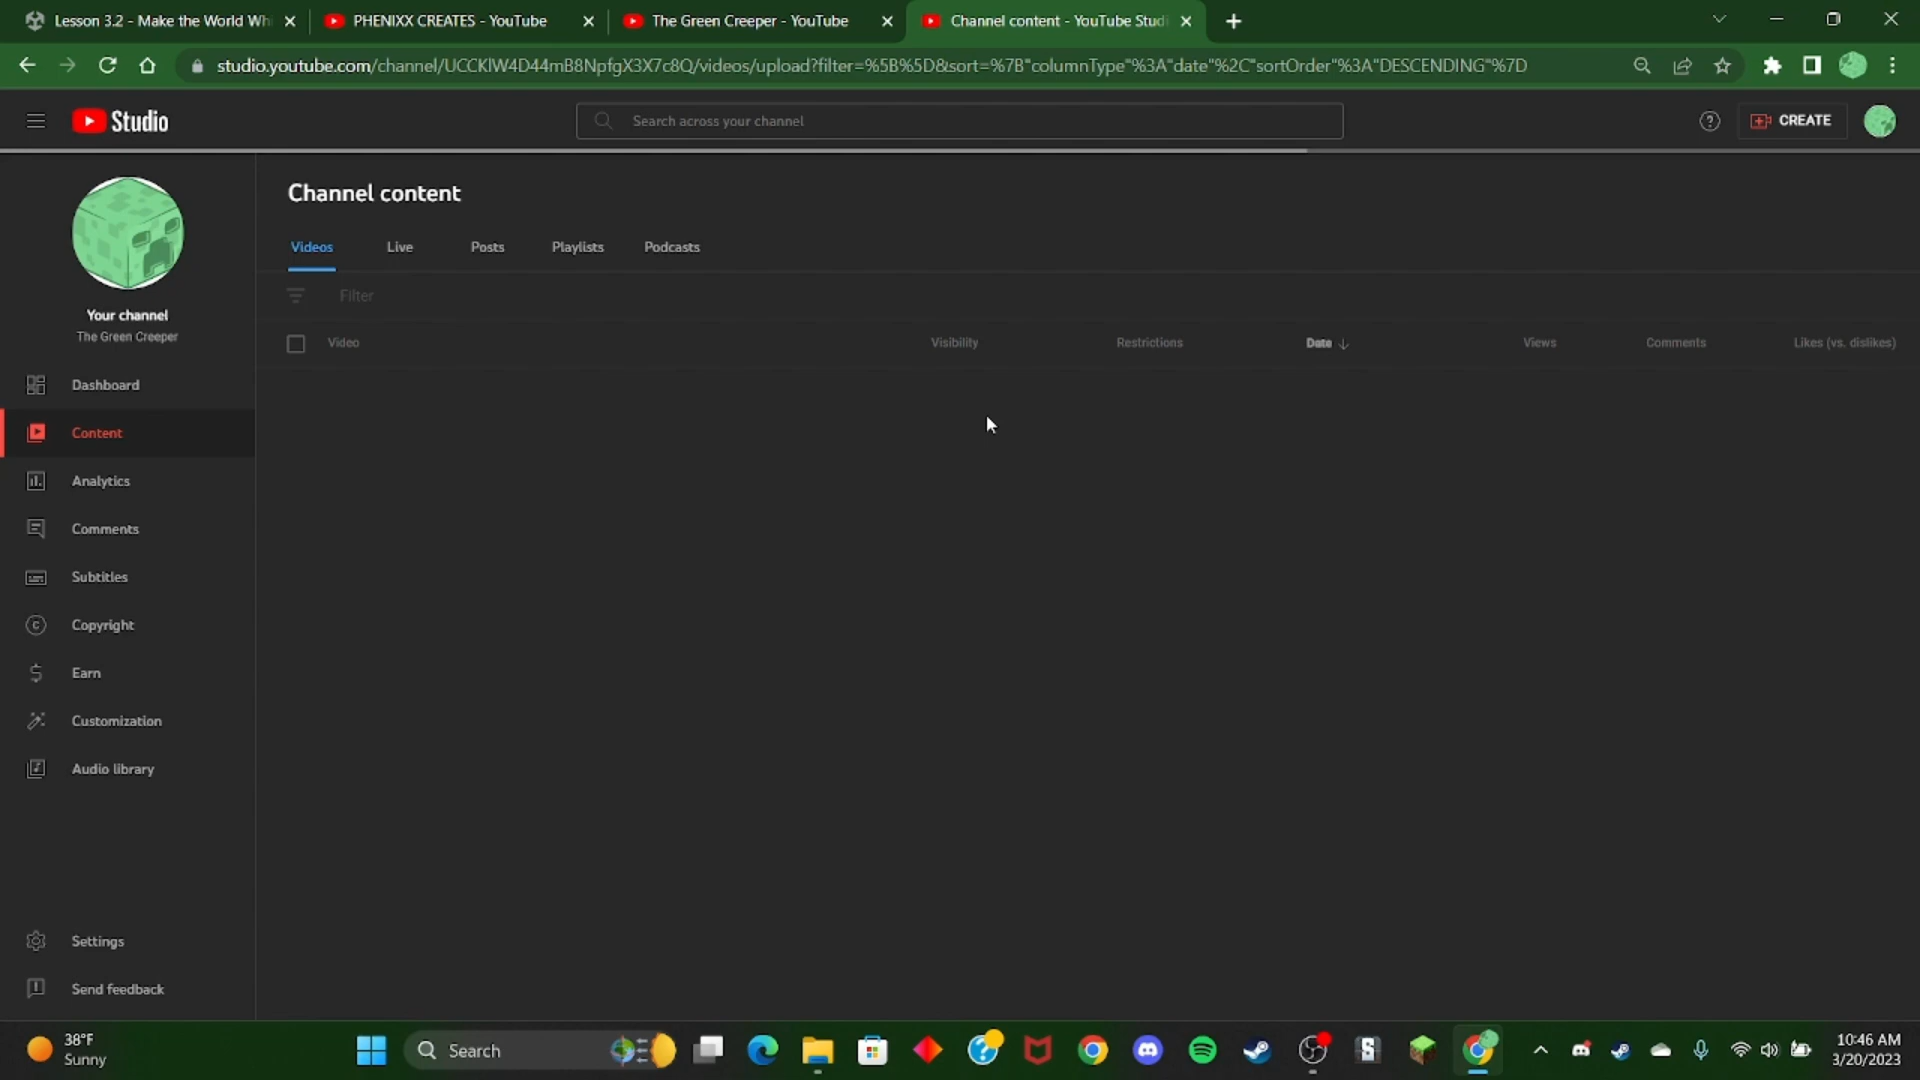 Lesson 3.2 - Make the World Whi
PHENIXX CREATES - YouTube
The Green Creeper - YouTube
Channel content - YouTube Studi
studio.youtube.com/channel/UCCKlW4D44mB8NpfgX3X7c8Q/videos/upload?filter=%5B%5D&sort=%7B"columnType"%3A"date"%2C"sortOrder"%3A"DESCENDING"%7D
Studio
Search across your channel
CREATE
Your channel
The Green Creeper
Dashboard
Content
Analytics
Comments
Subtitles
Copyright
Earn
Customization
Audio library
Settings
Send feedback
Channel content
Videos Live Posts Playlists Podcasts
Filter
Video Visibility Restrictions Date Views Comments Likes (vs. dislikes)
38°F
Sunny
Search
10:46 AM
3/20/2023